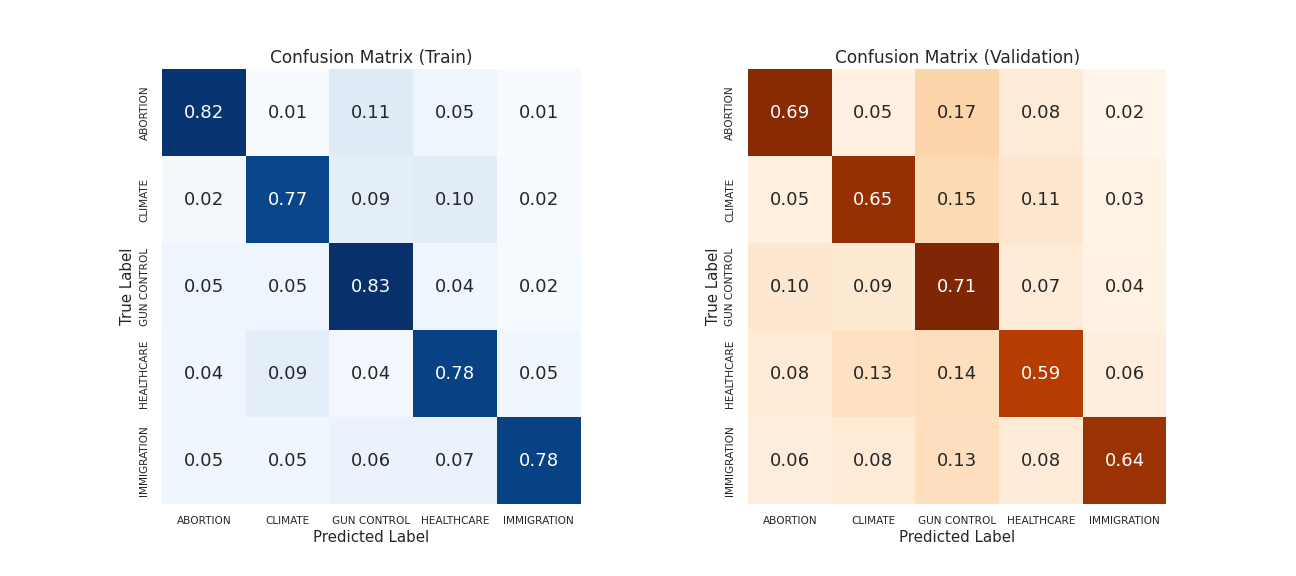 Confusion Matrix (Train)
True Label
ABORTION
0.82 0.01 0.11 0.05 0.01
CLIMATE
0.02 0.77 0.09 0.10 0.02
GUN CONTROL
0.05 0.05 0.83 0.04 0.02
HEALTHCARE
0.04 0.09 0.04 0.78 0.05
IMMIGRATION
0.05 0.05 0.06 0.07 0.78
ABORTION CLIMATE GUN CONTROL HEALTHCARE IMMIGRATION
Predicted Label
Confusion Matrix (Validation)
True Label
ABORTION
0.69 0.05 0.17 0.08 0.02
CLIMATE
0.05 0.65 0.15 0.11 0.03
GUN CONTROL
0.10 0.09 0.71 0.07 0.04
HEALTHCARE
0.08 0.13 0.14 0.59 0.06
IMMIGRATION
0.06 0.08 0.13 0.08 0.64
ABORTION CLIMATE GUN CONTROL HEALTHCARE IMMIGRATION
Predicted Label